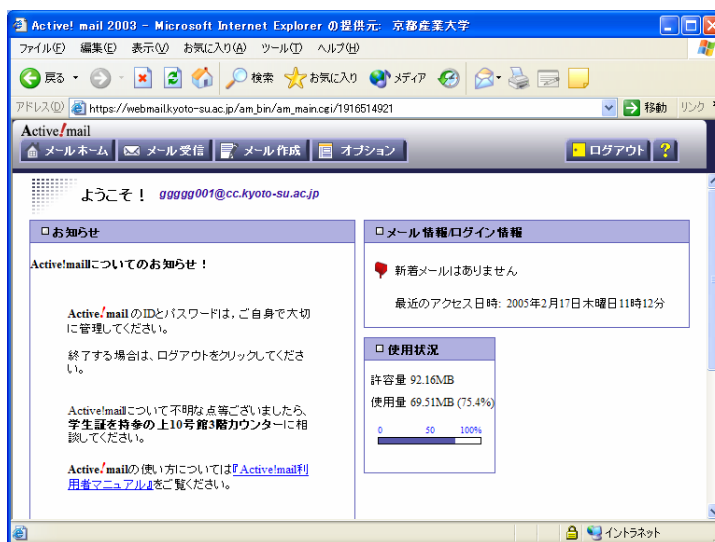 Active! mail 2003 - Microsoft Internet Explorer の提供元: 京都産業大学
ファイル(F) 編集(E) 表示(V) お気に入り(A) ツール(T) ヘルプ(H)
戻る 検索 お気に入り メディア
アドレス(D) https://webmail.kyoto-su.ac.jp/am_bin/am_main.cgi/1916514921 移動 リンク
Active!mail
メールホーム メール受信 メール作成 オプション ログアウト ?
ようこそ! ggggg001@cc.kyoto-su.ac.jp
お知らせ
Active!mailについてのお知らせ!
Active!mailのIDとパスワードは，ご自身で大切
に管理してください。
終了する場合は、ログアウトをクリックしてくださ
い。
Active!mailについて不明な点等ございましたら、
学生証を持参の上10号館3階カウンターに相
談してください。
Active!mailの使い方については『Active!mail利
用者マニュアル』をご覧ください。
メール情報/ログイン情報
新着メールはありません
最近のアクセス日時: 2005年2月17日木曜日11時12分
使用状況
許容量 92.16MB
使用量 69.51MB (75.4%)
0 50 100%
イントラネット